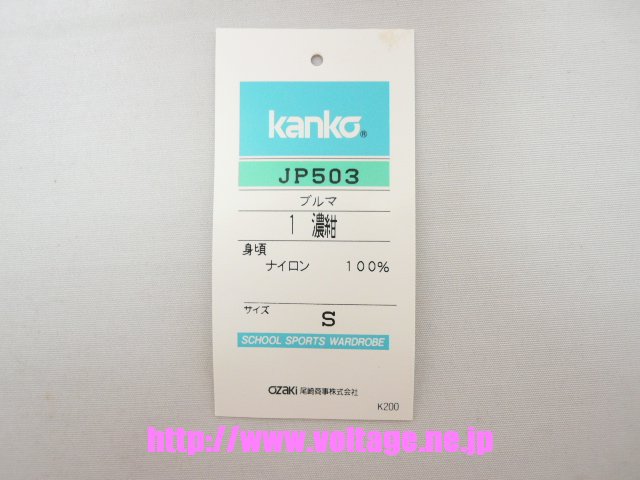 kanko®
JP503
ブルマ
1 濃紺
身頃
ナイロン 100%
サイズ S
SCHOOL SPORTS WARDROBE
OZAKI 尾崎商事株式会社
K200
http://www.voltage.ne.jp